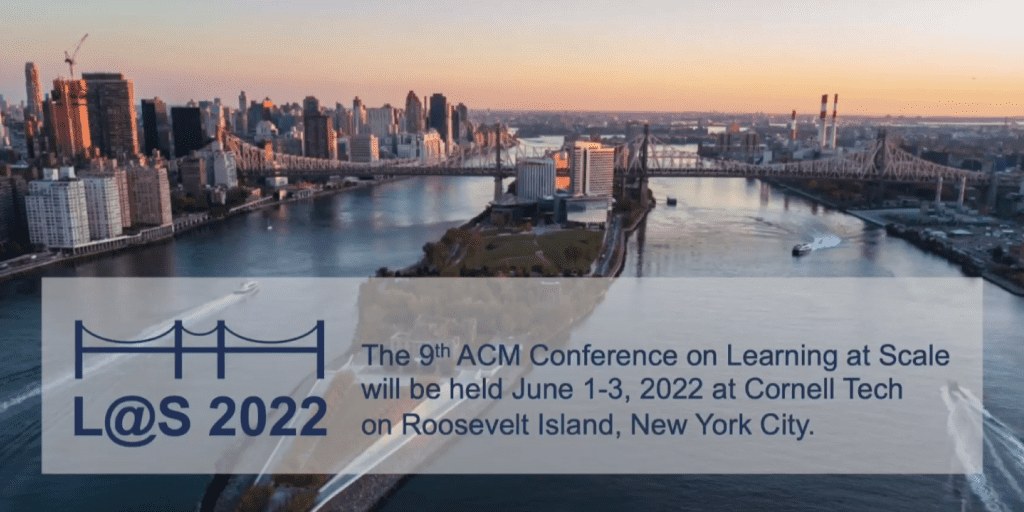 L@S 2022
The 9th ACM Conference on Learning at Scale
will be held June 1-3, 2022 at Cornell Tech
on Roosevelt Island, New York City.